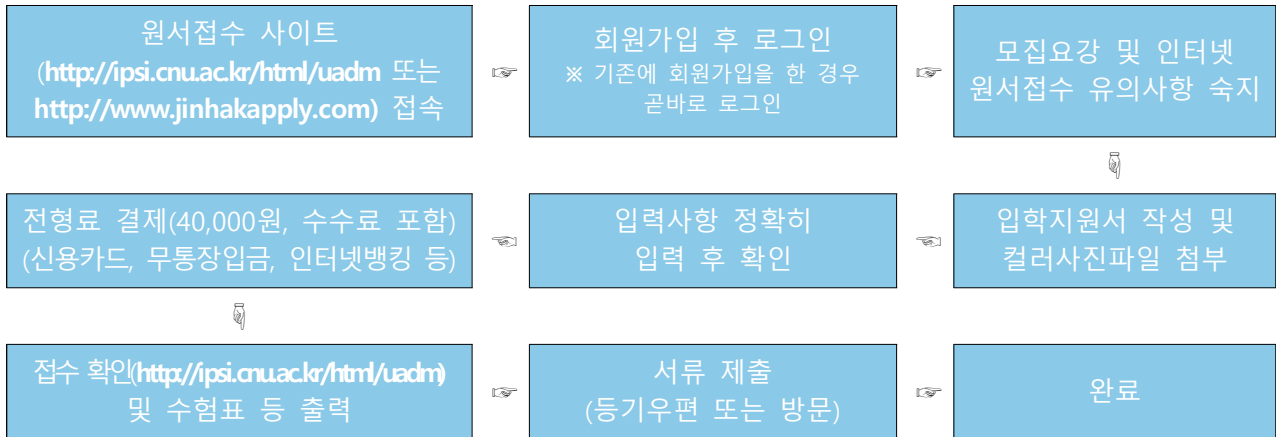 원서접수 사이트
(http://ipsi.cnu.ac.kr/html/uadm 또는
http://www.jinhakapply.com) 접속
☞
회원가입 후 로그인
※ 기존에 회원가입을 한 경우
곧바로 로그인
☞
모집요강 및 인터넷
원서접수 유의사항 숙지
☟
입학지원서 작성 및
컬러사진파일 첨부
☜
입력사항 정확히
입력 후 확인
☜
전형료 결제(40,000원, 수수료 포함)
(신용카드, 무통장입금, 인터넷뱅킹 등)
☟
접수 확인(http://ipsi.cnu.ac.kr/html/uadm)
및 수험표 등 출력
☞
서류 제출
(등기우편 또는 방문)
☞
완료